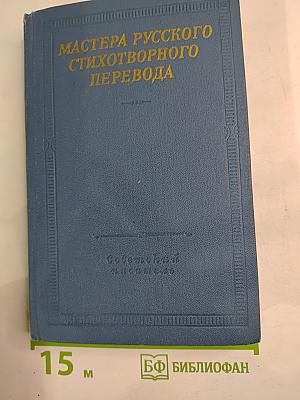 МАСТЕРА РУССКОГО
СТИХОТВОРНОГО
ПЕРЕВОДА
Советский
писатель
15 м
БФ БИБЛИОФАН